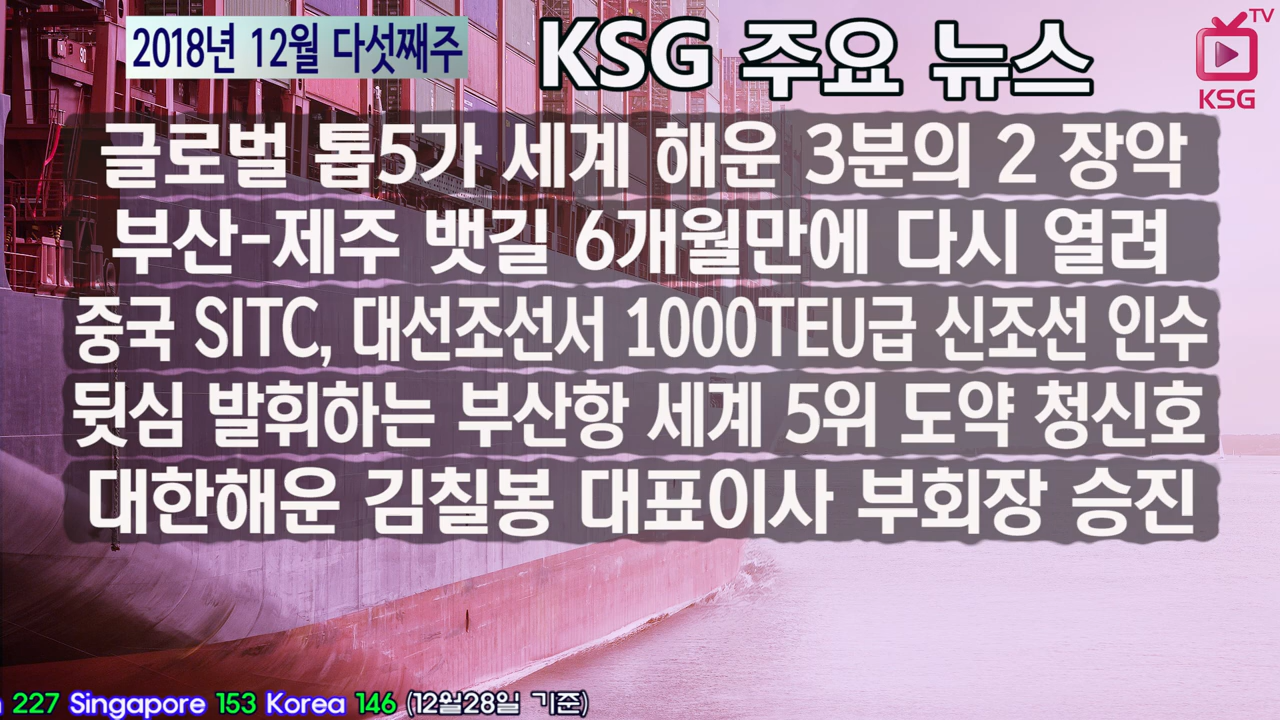 2018년 12월 다섯째주
KSG 주요 뉴스
TV
KSG
글로벌 톱5가 세계 해운 3분의 2 장악
부산-제주 뱃길 6개월만에 다시 열려
중국 SITC, 대선조선서 1000TEU급 신조선 인수
뒷심 발휘하는 부산항 세계 5위 도약 청신호
대한해운 김칠봉 대표이사 부회장 승진
227 Singapore 153 Korea 146 (12월28일 기준)